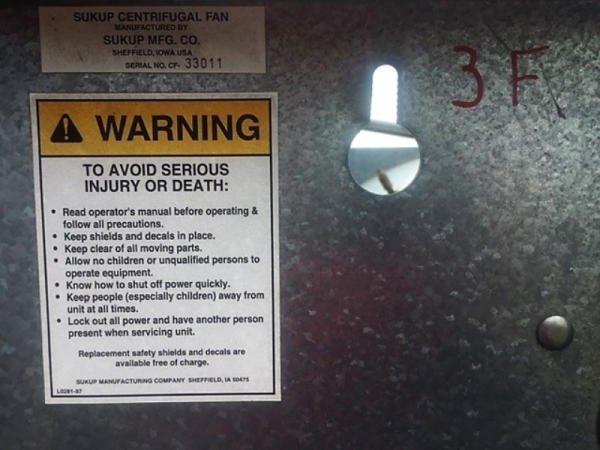 SUKUP CENTRIFUGAL FAN
MANUFACTURED BY
SUKUP MFG. CO.
SHEFFIELD, IOWA USA
SERIAL NO. CF- 33011
3 F
WARNING
TO AVOID SERIOUS
INJURY OR DEATH:
• Read operator's manual before operating &
follow all precautions.
• Keep shields and decals in place.
• Keep clear of all moving parts.
• Allow no children or unqualified persons to
operate equipment.
• Know how to shut off power quickly.
• Keep people (especially children) away from
unit at all times.
• Lock out all power and have another person
present when servicing unit.
Replacement safety shields and decals are
available free of charge.
SUKUP MANUFACTURING COMPANY SHEFFIELD, IA 50475
L0281-97